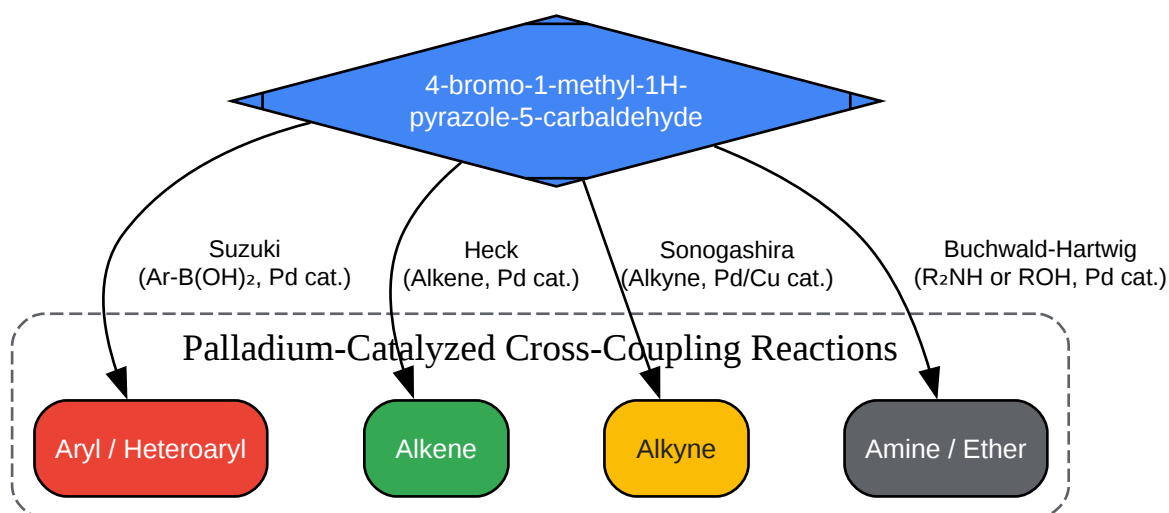 4-bromo-1-methyl-1H-
pyrazole-5-carbaldehyde
Suzuki
(Ar-B(OH)₂, Pd cat.)
Heck
(Alkene, Pd cat.)
Sonogashira
(Alkyne, Pd/Cu cat.)
Buchwald-Hartwig
(R₂NH or ROH, Pd cat.)
Palladium-Catalyzed Cross-Coupling Reactions
Aryl / Heteroaryl
Alkene
Alkyne
Amine / Ether